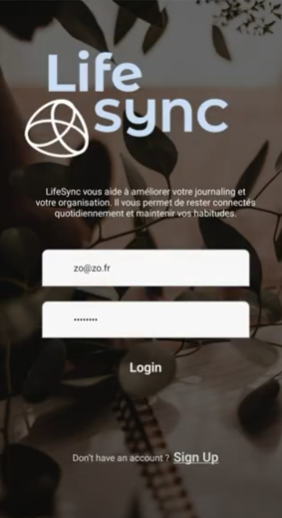 Life
sync
LifeSync vous aide à améliorer votre journaling et
votre organisation. Il vous permet de rester connectés
quotidiennement et maintenir vos habitudes.
zo@zo.fr
••••••••
Login
Don't have an account ? Sign Up